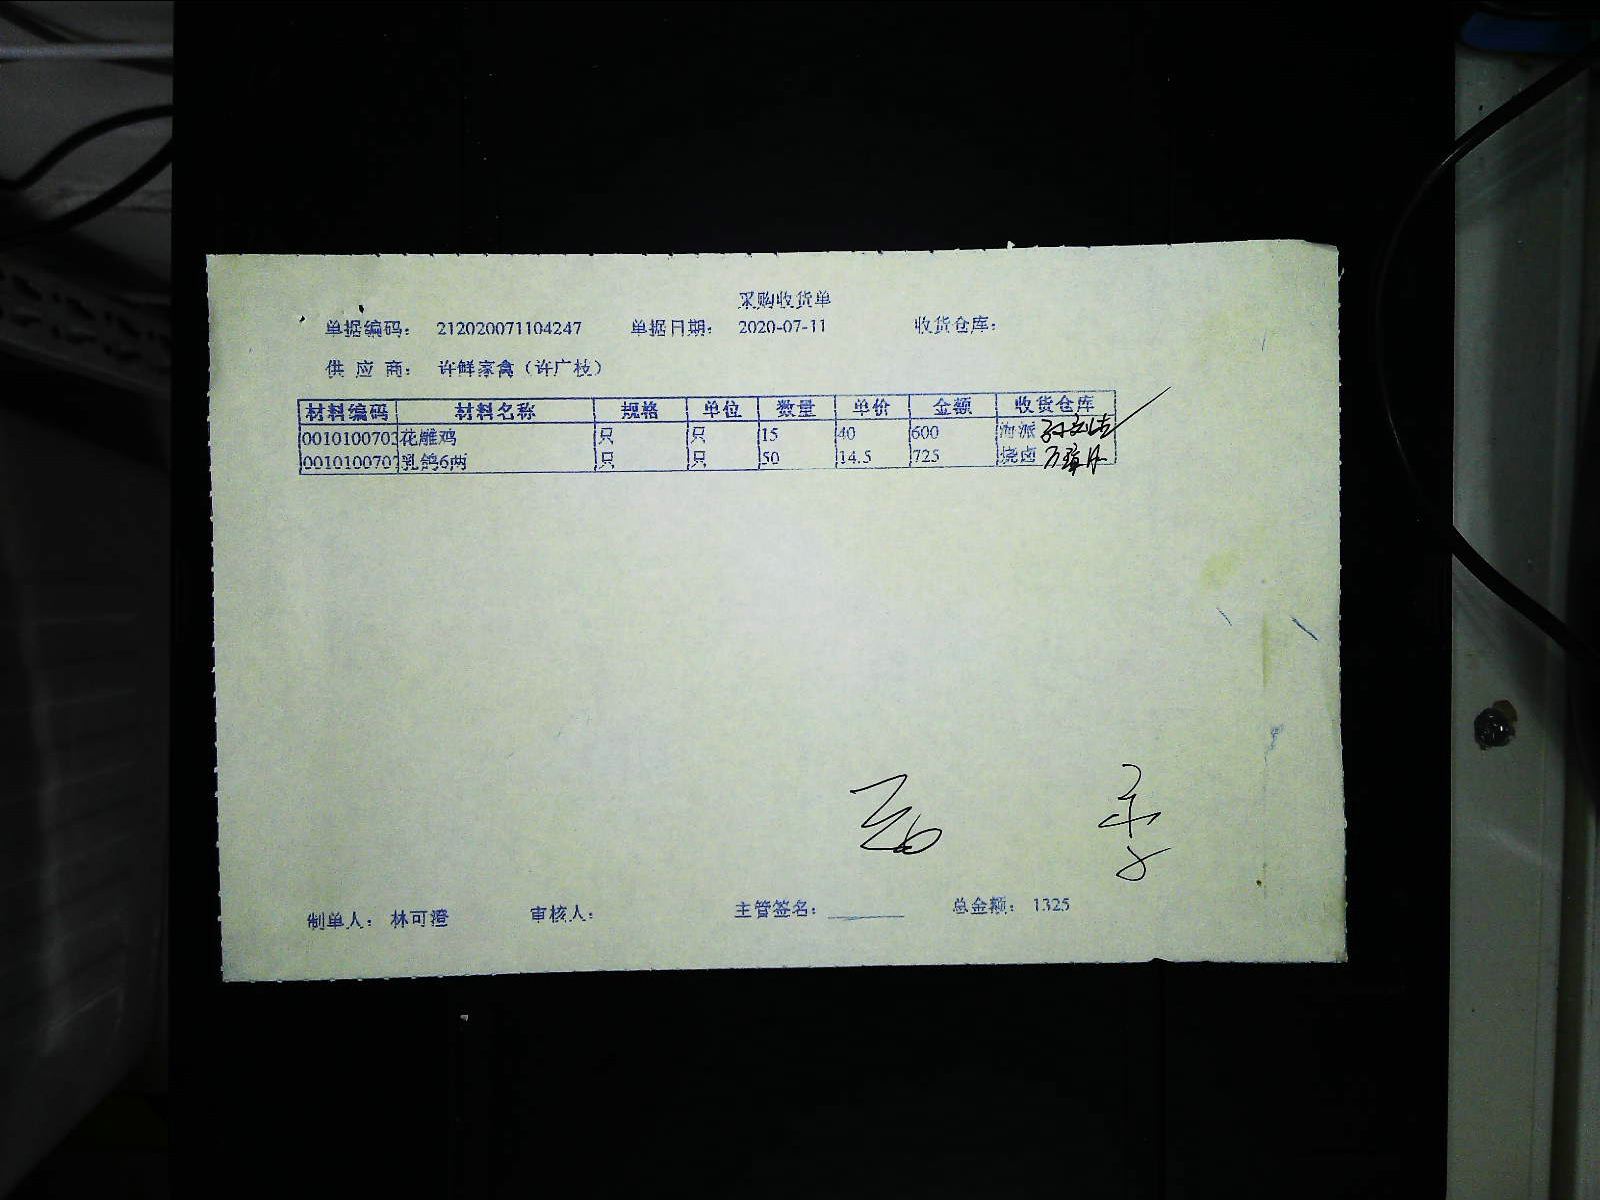 采购收货单
单据编码： 212020071104247 单据日期： 2020-07-11 收货仓库：
供 应 商： 许鲜家禽（许广枝）
材料编码 材料名称 规格 单位 数量 单价 金额 收货仓库
0010100703 花雕鸡 只 只 15 40 600 海派
0010100707 乳鸽6两 只 只 50 14.5 725 烧卤
制单人： 林可澄 审核人： 主管签名： 总金额： 1325